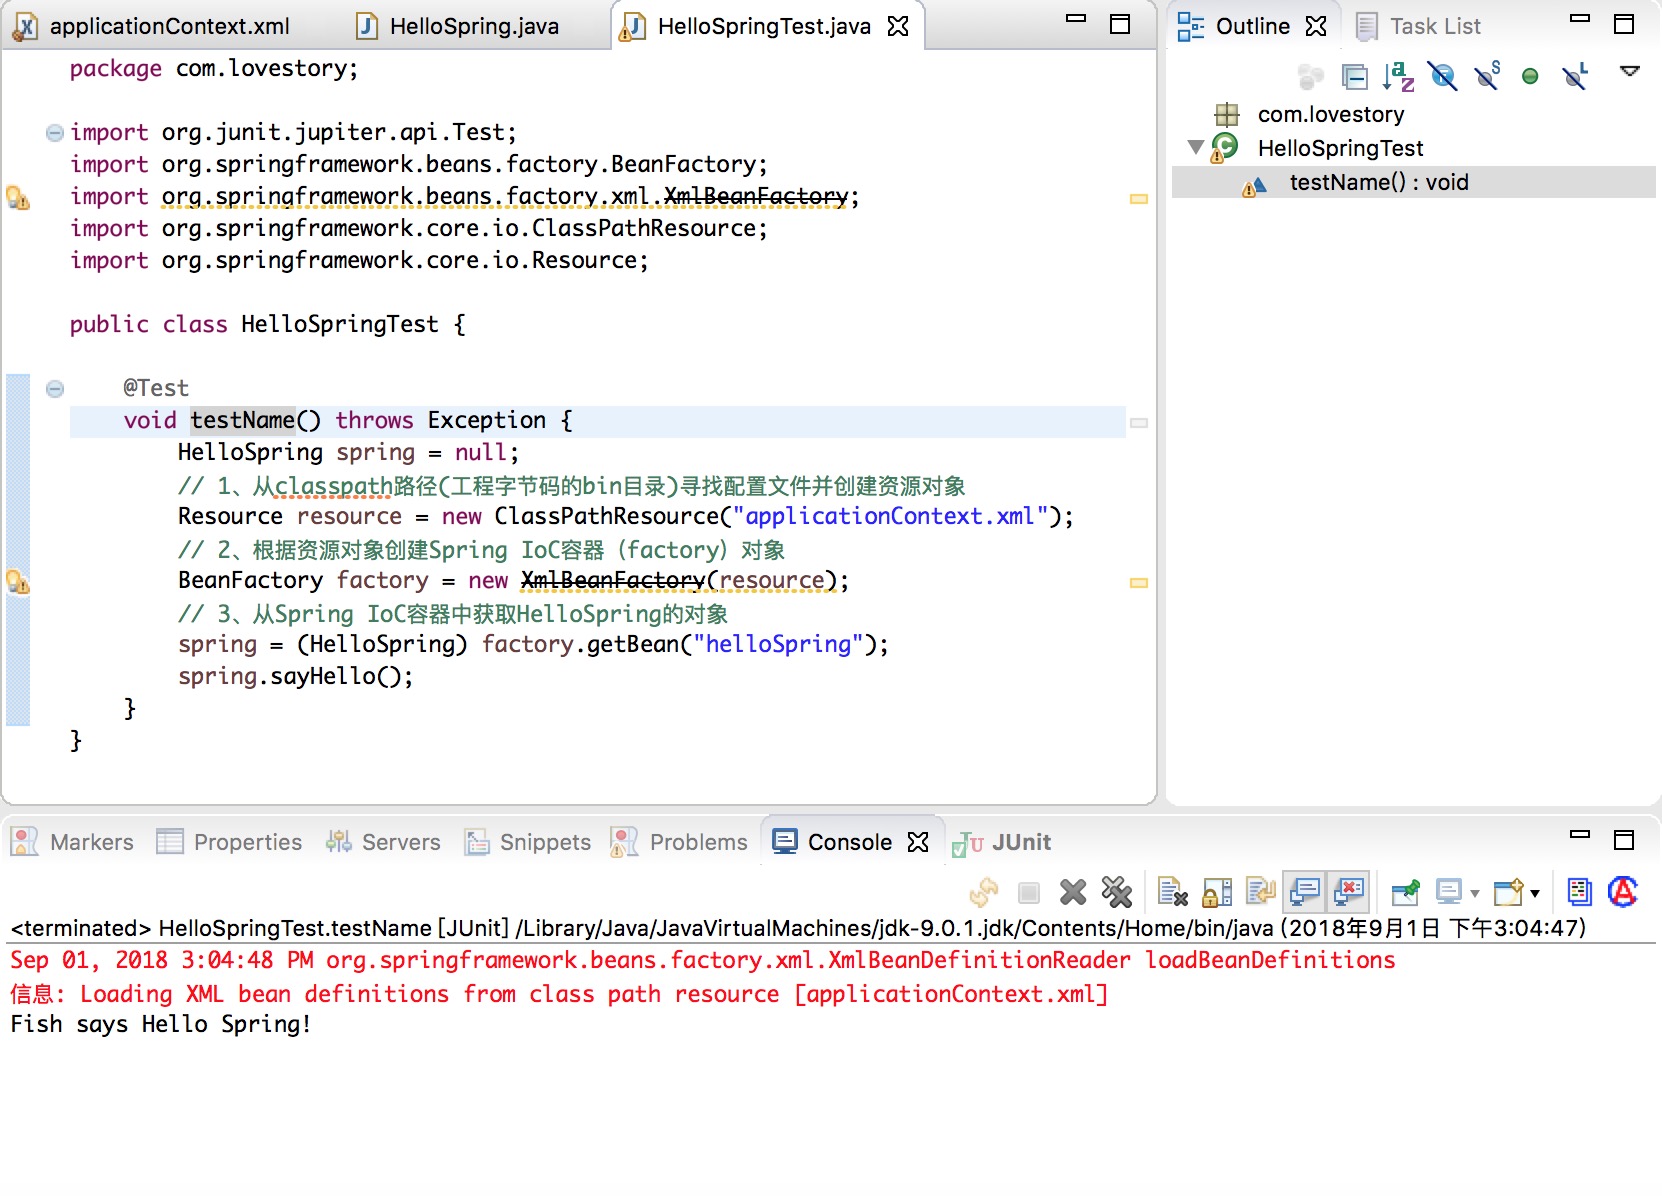 applicationContext.xml HelloSpring.java HelloSpringTest.java
package com.lovestory;
import org.junit.jupiter.api.Test;
import org.springframework.beans.factory.BeanFactory;
import org.springframework.beans.factory.xml.XmlBeanFactory;
import org.springframework.core.io.ClassPathResource;
import org.springframework.core.io.Resource;
public class HelloSpringTest {
@Test
void testName() throws Exception {
HelloSpring spring = null;
// 1、从classpath路径(工程字节码的bin目录)寻找配置文件并创建资源对象
Resource resource = new ClassPathResource("applicationContext.xml");
// 2、根据资源对象创建Spring IoC容器（factory）对象
BeanFactory factory = new XmlBeanFactory(resource);
// 3、从Spring IoC容器中获取HelloSpring的对象
spring = (HelloSpring) factory.getBean("helloSpring");
spring.sayHello();
}
}
Outline Task List
com.lovestory
HelloSpringTest
testName() : void
Markers Properties Servers Snippets Problems Console JUnit
<terminated> HelloSpringTest.testName [JUnit] /Library/Java/JavaVirtualMachines/jdk-9.0.1.jdk/Contents/Home/bin/java (2018年9月1日 下午3:04:47)
Sep 01, 2018 3:04:48 PM org.springframework.beans.factory.xml.XmlBeanDefinitionReader loadBeanDefinitions
信息: Loading XML bean definitions from class path resource [applicationContext.xml]
Fish says Hello Spring!